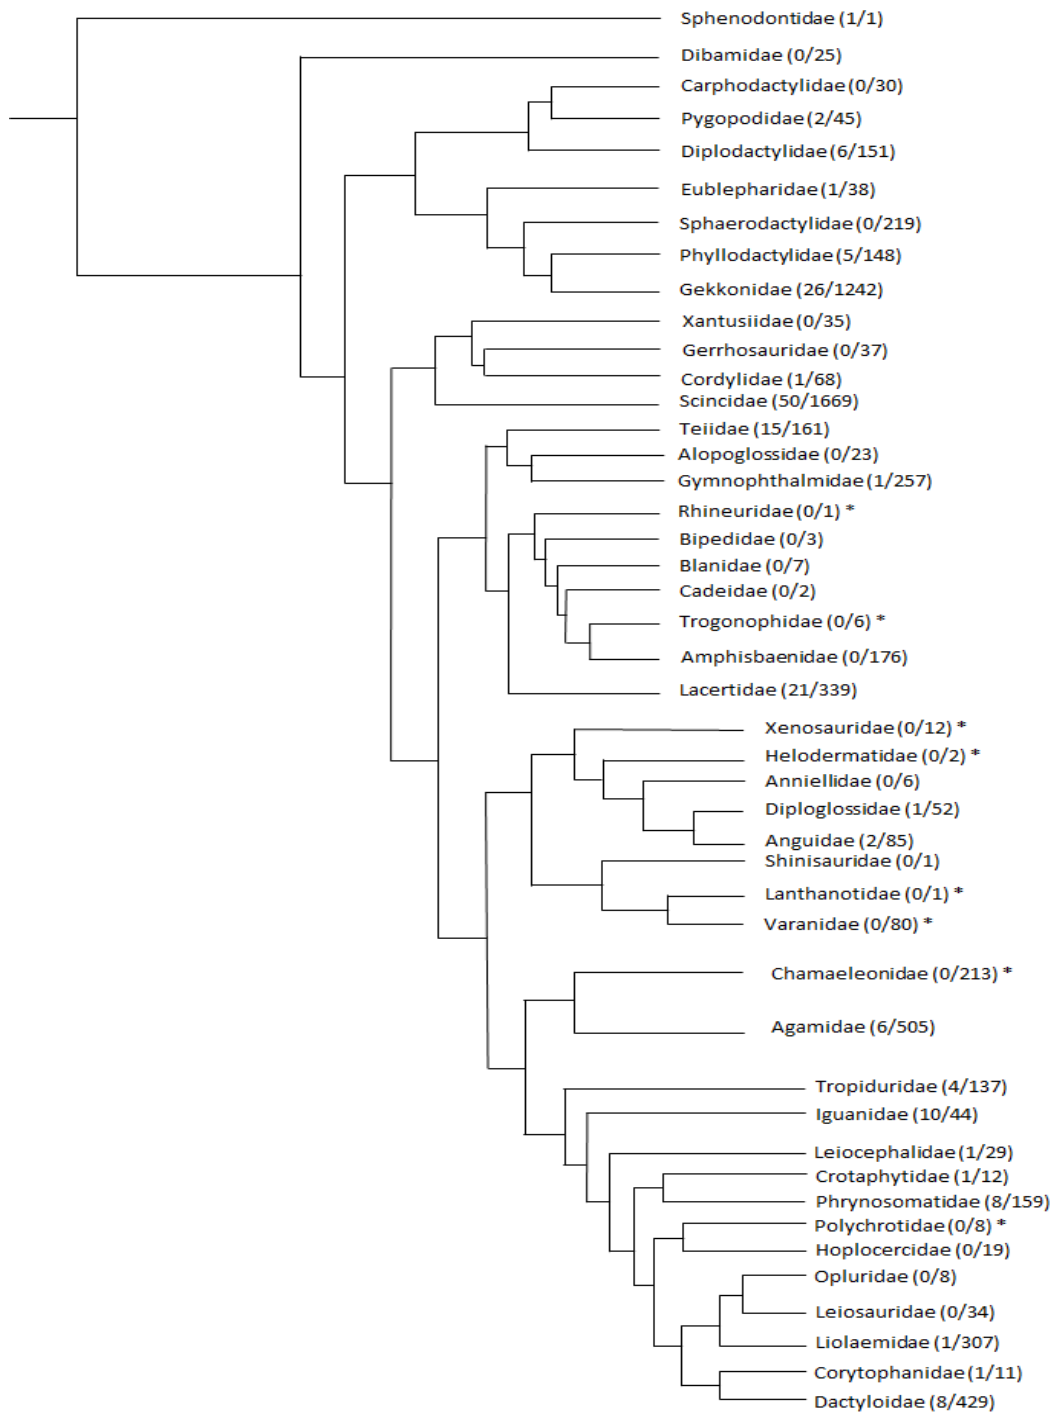 Sphenodontidae (1/1)
Dibamidae (0/25)
Carphodactylidae (0/30)
Pygopodidae (2/45)
Diplodactylidae (6/151)
Eublepharidae (1/38)
Sphaerodactylidae (0/219)
Phyllodactylidae (5/148)
Gekkonidae (26/1242)
Xantusiidae (0/35)
Gerrhosauridae (0/37)
Cordylidae (1/68)
Scincidae (50/1669)
Teiidae (15/161)
Alopoglossidae (0/23)
Gymnophthalmidae (1/257)
Rhineuridae (0/1) *
Bipedidae (0/3)
Blanidae (0/7)
Cadeidae (0/2)
Trogonophidae (0/6) *
Amphisbaenidae (0/176)
Lacertidae (21/339)
Xenosauridae (0/12) *
Helodermatidae (0/2) *
Anniellidae (0/6)
Diploglossidae (1/52)
Anguidae (2/85)
Shinisauridae (0/1)
Lanthanotidae (0/1) *
Varanidae (0/80) *
Chamaeleonidae (0/213) *
Agamidae (6/505)
Tropiduridae (4/137)
Iguanidae (10/44)
Leiocephalidae (1/29)
Crotaphytidae (1/12)
Phrynosomatidae (8/159)
Polychrotidae (0/8) *
Hoplocercidae (0/19)
Opluridae (0/8)
Leiosauridae (0/34)
Liolaemidae (1/307)
Corytophanidae (1/11)
Dactyloidae (8/429)